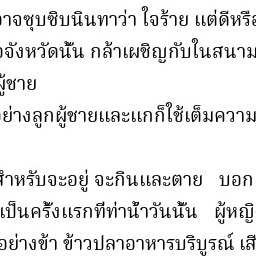 าจซุบซิบนินทาว่า ใจร้าย แต่ดีหรือ
จังหวัดนั้น กล้าเผชิญกับในสนาม
ผู้ชาย
อย่างลูกผู้ชายและแกก็ใช้เต็มความ
สำหรับจะอยู่ จะกินและตาย บอก
เป็นครั้งแรกที่ท่าน้ำวันนั้น ผู้หญิ
อย่างข้า ข้าวปลาอาหารบริบูรณ์ เสี